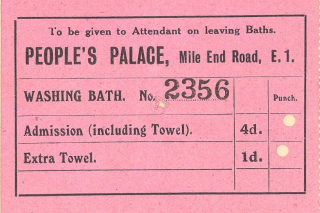 To be given to Attendant on leaving Baths.
PEOPLE'S PALACE, Mile End Road, E. 1.
WASHING BATH. No. 2356 Punch.
Admission (including Towel). 4d.
Extra Towel. 1d.